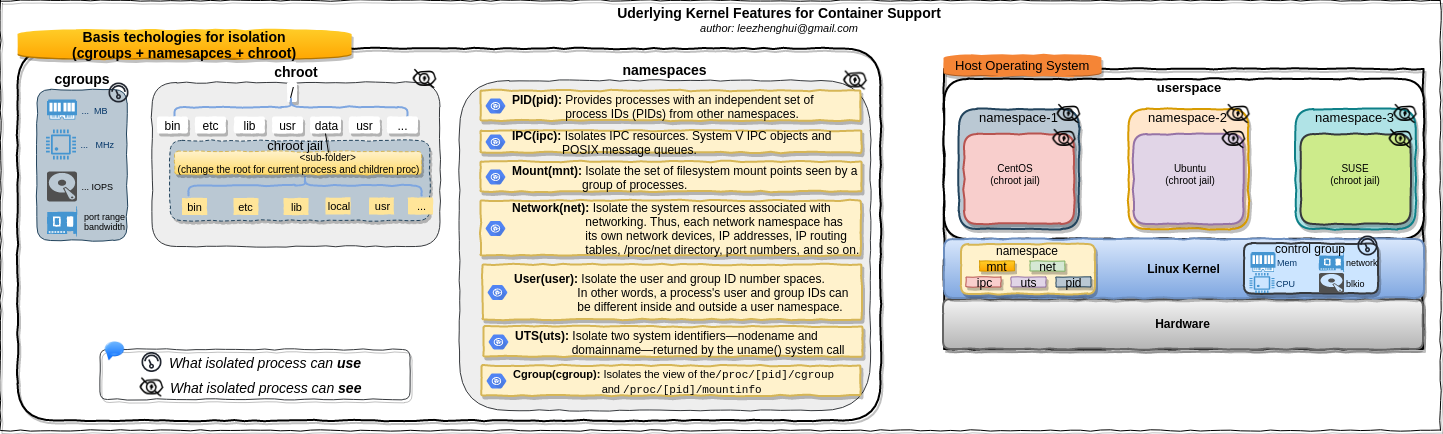 Uderlying Kernel Features for Container Support
author: leezhenghui@gmail.com
Basis techologies for isolation
(cgroups + namesapces + chroot)
cgroups
... MB
... MHz
... IOPS
port range
bandwidth
chroot
/
bin etc lib usr data usr ...
chroot jail
<sub-folder>
(change the root for current process and children proc)
bin etc lib local usr ...
namespaces
PID(pid): Provides processes with an independent set of
process IDs (PIDs) from other namespaces.
IPC(ipc): Isolates IPC resources. System V IPC objects and
POSIX message queues.
Mount(mnt): Isolate the set of filesystem mount points seen by a
group of processes.
Network(net): Isolate the system resources associated with
networking. Thus, each network namespace has
its own network devices, IP addresses, IP routing
tables, /proc/net directory, port numbers, and so on.
User(user): Isolate the user and group ID number spaces.
In other words, a process's user and group IDs can
be different inside and outside a user namespace.
UTS(uts): Isolate two system identifiers—nodename and
domainname—returned by the uname() system call
Cgroup(cgroup): Isolates the view of the/proc/[pid]/cgroup
and /proc/[pid]/mountinfo
What isolated process can use
What isolated process can see
Host Operating System
userspace
namespace-1
CentOS
(chroot jail)
namespace-2
Ubuntu
(chroot jail)
namespace-3
SUSE
(chroot jail)
namespace
mnt net
ipc uts pid
Linux Kernel
control group
Mem network
CPU blkio
Hardware